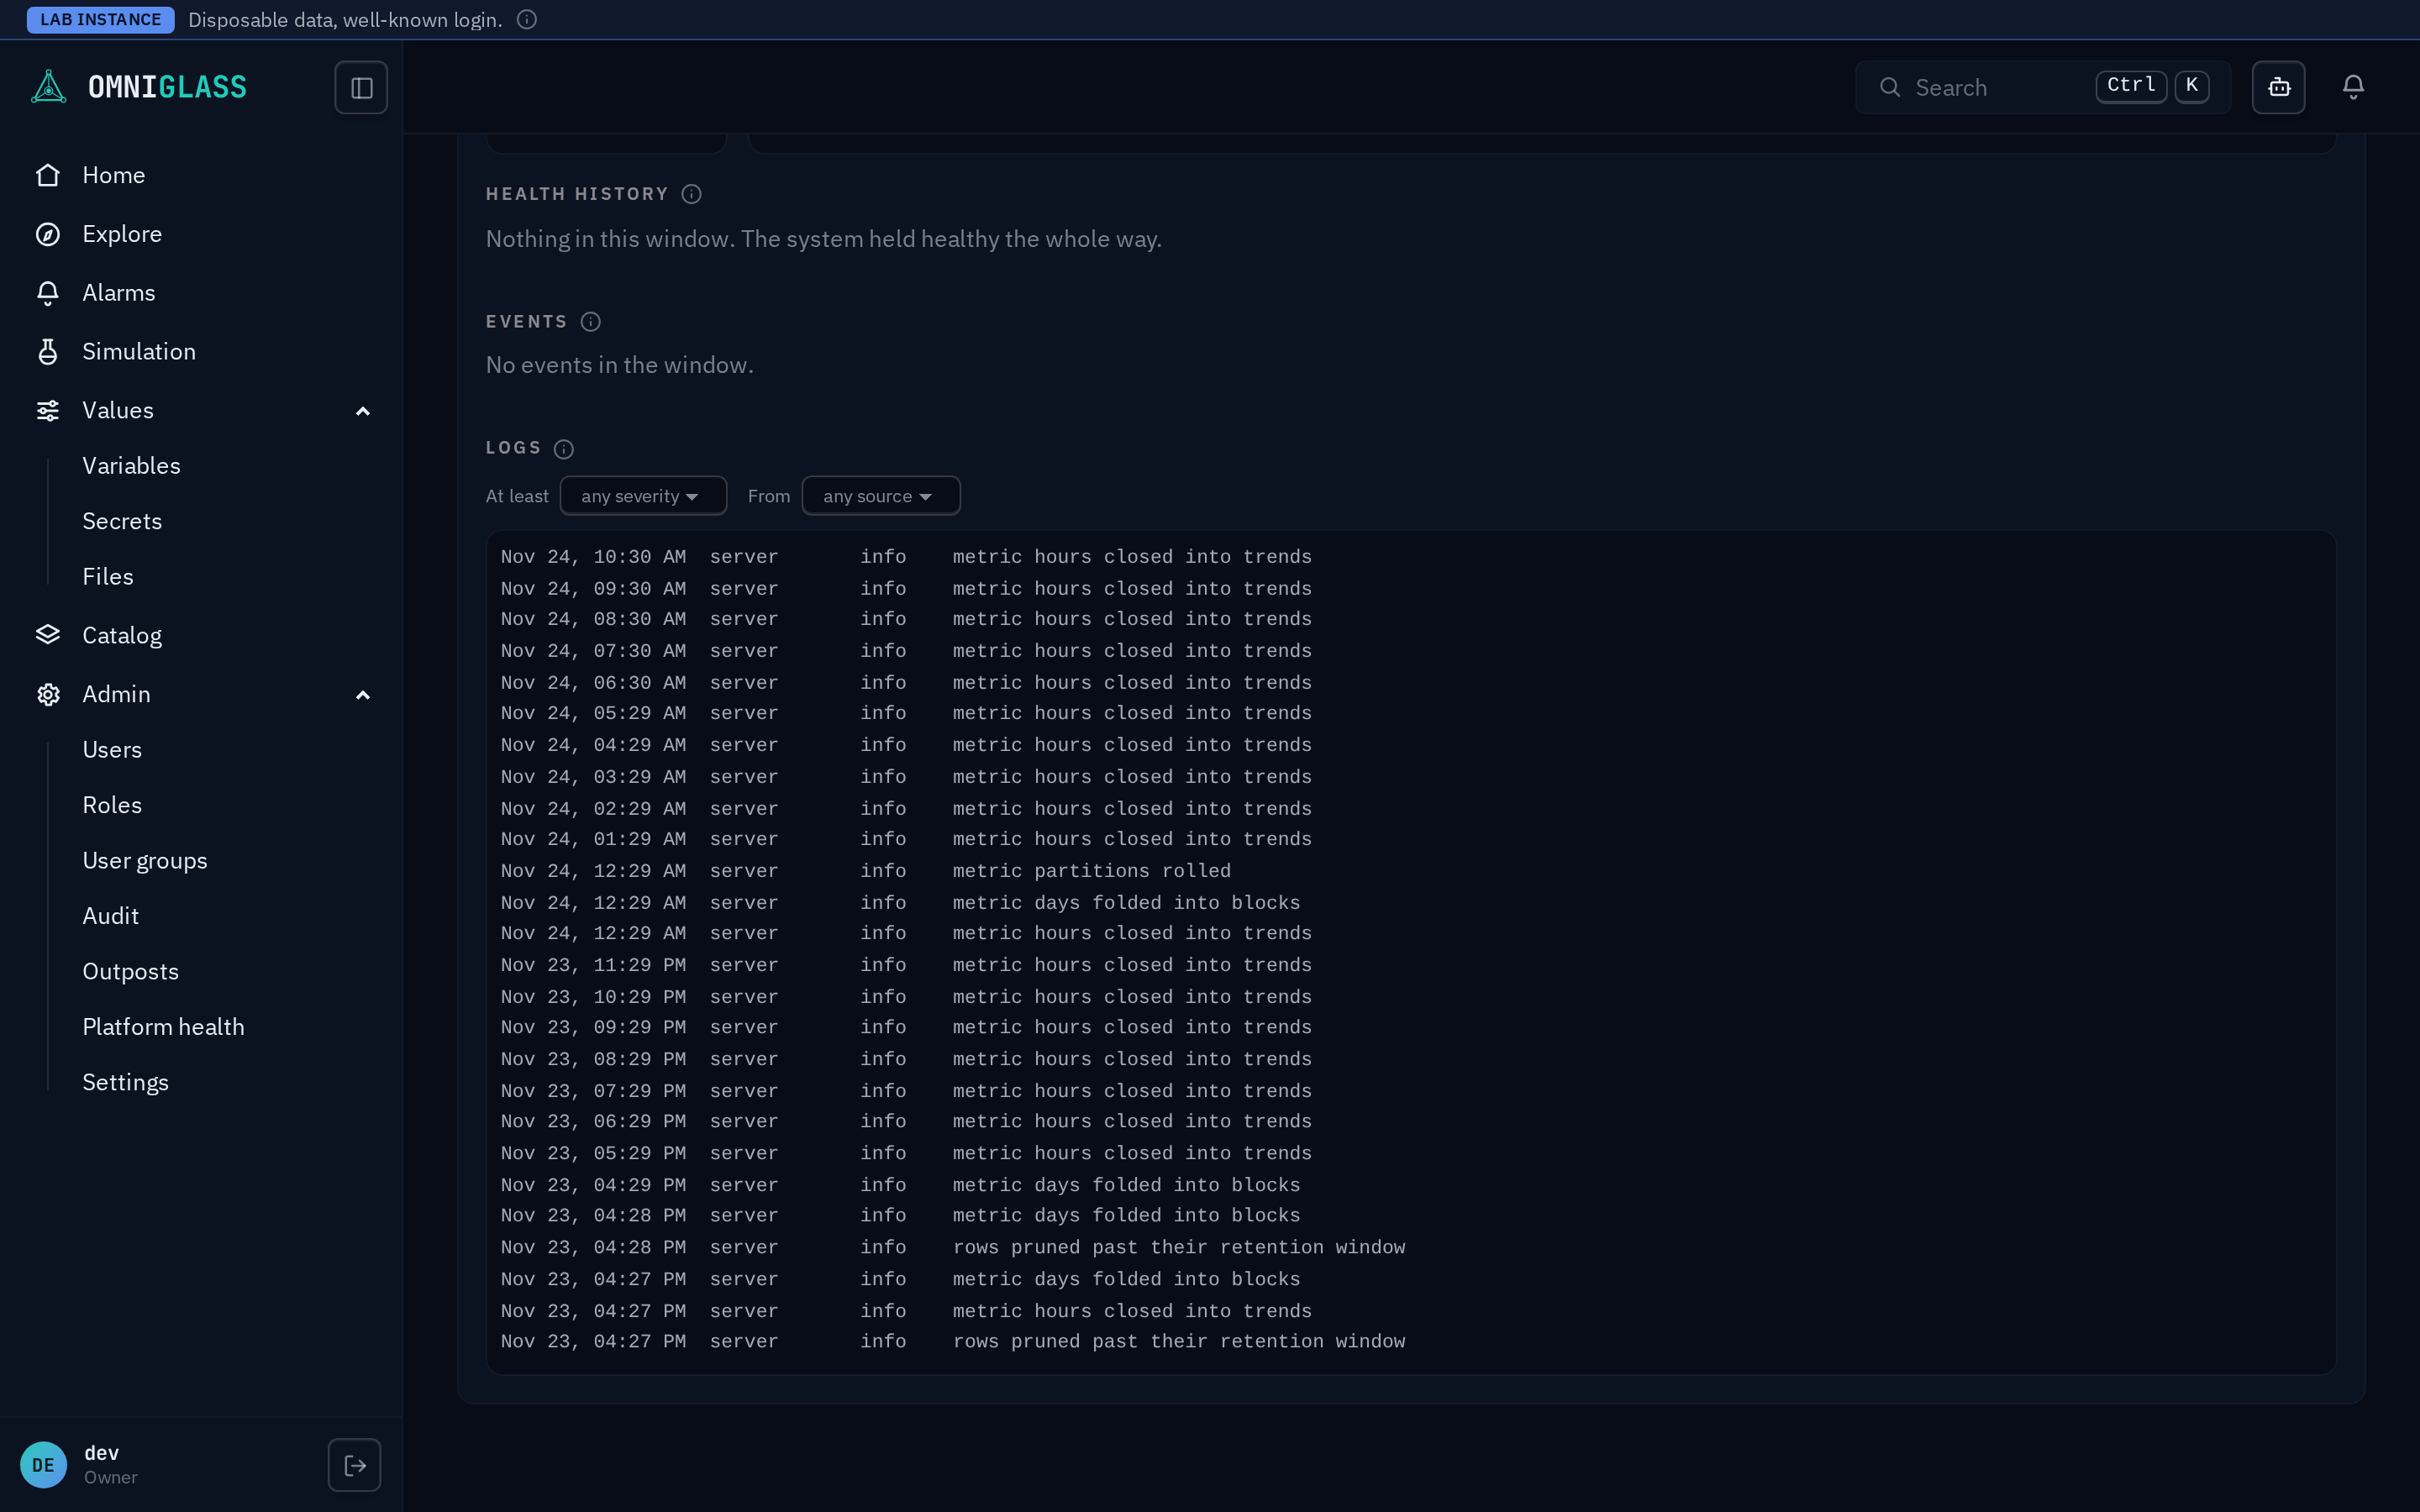 LAB INSTANCE Disposable data, well-known login.
OMNIGLASS
Search Ctrl K
Home
Explore
Alarms
Simulation
Values
Variables
Secrets
Files
Catalog
Admin
Users
Roles
User groups
Audit
Outposts
Platform health
Settings
DE dev
Owner
HEALTH HISTORY
Nothing in this window. The system held healthy the whole way.
EVENTS
No events in the window.
LOGS
At least any severity From any source
Nov 24, 10:30 AM server info metric hours closed into trends
Nov 24, 09:30 AM server info metric hours closed into trends
Nov 24, 08:30 AM server info metric hours closed into trends
Nov 24, 07:30 AM server info metric hours closed into trends
Nov 24, 06:30 AM server info metric hours closed into trends
Nov 24, 05:29 AM server info metric hours closed into trends
Nov 24, 04:29 AM server info metric hours closed into trends
Nov 24, 03:29 AM server info metric hours closed into trends
Nov 24, 02:29 AM server info metric hours closed into trends
Nov 24, 01:29 AM server info metric hours closed into trends
Nov 24, 12:29 AM server info metric partitions rolled
Nov 24, 12:29 AM server info metric days folded into blocks
Nov 24, 12:29 AM server info metric hours closed into trends
Nov 23, 11:29 PM server info metric hours closed into trends
Nov 23, 10:29 PM server info metric hours closed into trends
Nov 23, 09:29 PM server info metric hours closed into trends
Nov 23, 08:29 PM server info metric hours closed into trends
Nov 23, 07:29 PM server info metric hours closed into trends
Nov 23, 06:29 PM server info metric hours closed into trends
Nov 23, 05:29 PM server info metric hours closed into trends
Nov 23, 04:29 PM server info metric days folded into blocks
Nov 23, 04:28 PM server info metric days folded into blocks
Nov 23, 04:28 PM server info rows pruned past their retention window
Nov 23, 04:27 PM server info metric days folded into blocks
Nov 23, 04:27 PM server info metric hours closed into trends
Nov 23, 04:27 PM server info rows pruned past their retention window